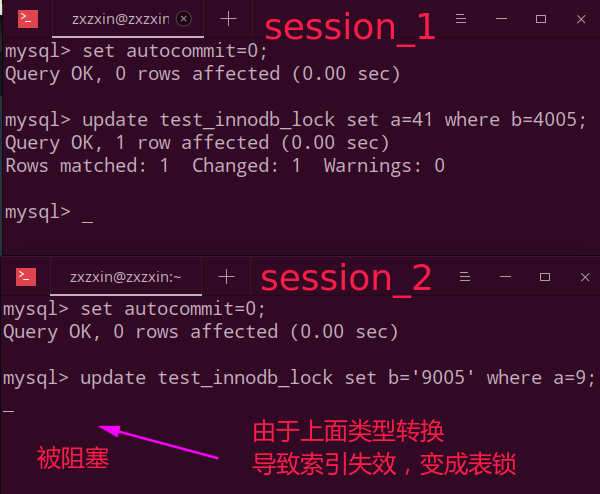 zxzxin@zxzxin
session_1
mysql> set autocommit=0;
Query OK, 0 rows affected (0.00 sec)
mysql> update test_innodb_lock set a=41 where b=4005;
Query OK, 1 row affected (0.00 sec)
Rows matched: 1  Changed: 1  Warnings: 0
mysql> _
zxzxin@zxzxin:~
session_2
mysql> set autocommit=0;
Query OK, 0 rows affected (0.00 sec)
mysql> update test_innodb_lock set b='9005' where a=9;
_
由于上面类型转换
导致索引失效，变成表锁
被阻塞